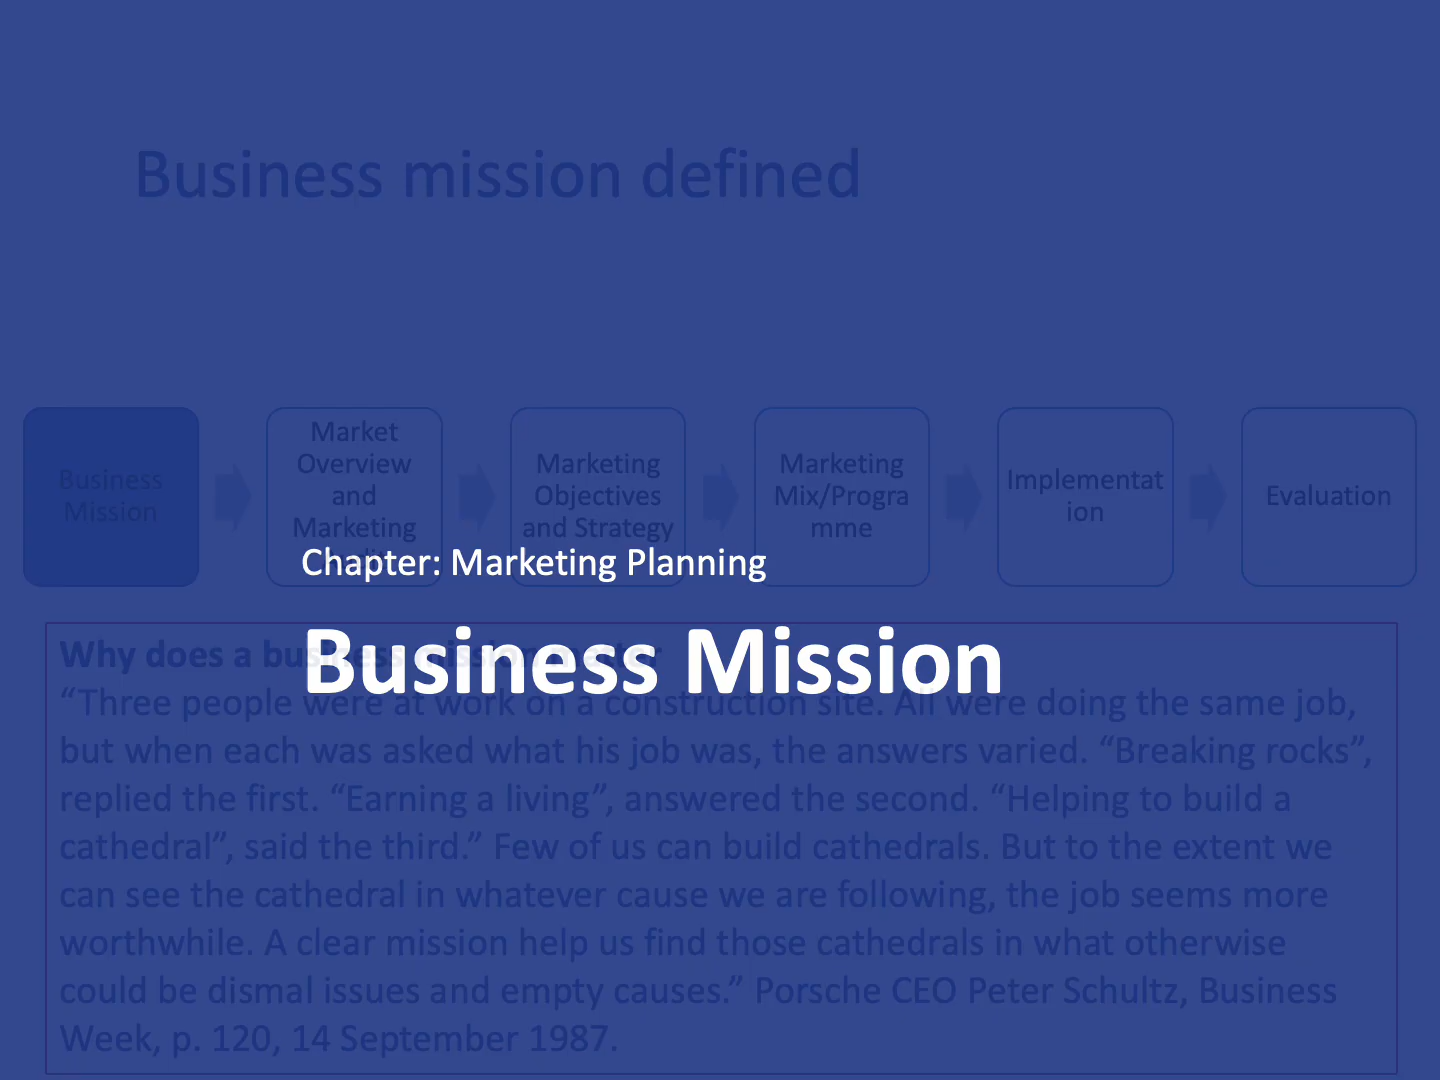 Business mission defined
Business
Mission
Market
Overview
and
Marketing
Marketing
Objectives
and Strategy
Marketing
Mix/Progra
mme
Implementat
ion
Evaluation
Chapter: Marketing Planning
Business Mission
Why does a business mission matter
“Three people were at work on a construction site. All were doing the same job,
but when each was asked what his job was, the answers varied. “Breaking rocks”,
replied the first. “Earning a living”, answered the second. “Helping to build a
cathedral”, said the third.” Few of us can build cathedrals. But to the extent we
can see the cathedral in whatever cause we are following, the job seems more
worthwhile. A clear mission help us find those cathedrals in what otherwise
could be dismal issues and empty causes.” Porsche CEO Peter Schultz, Business
Week, p. 120, 14 September 1987.